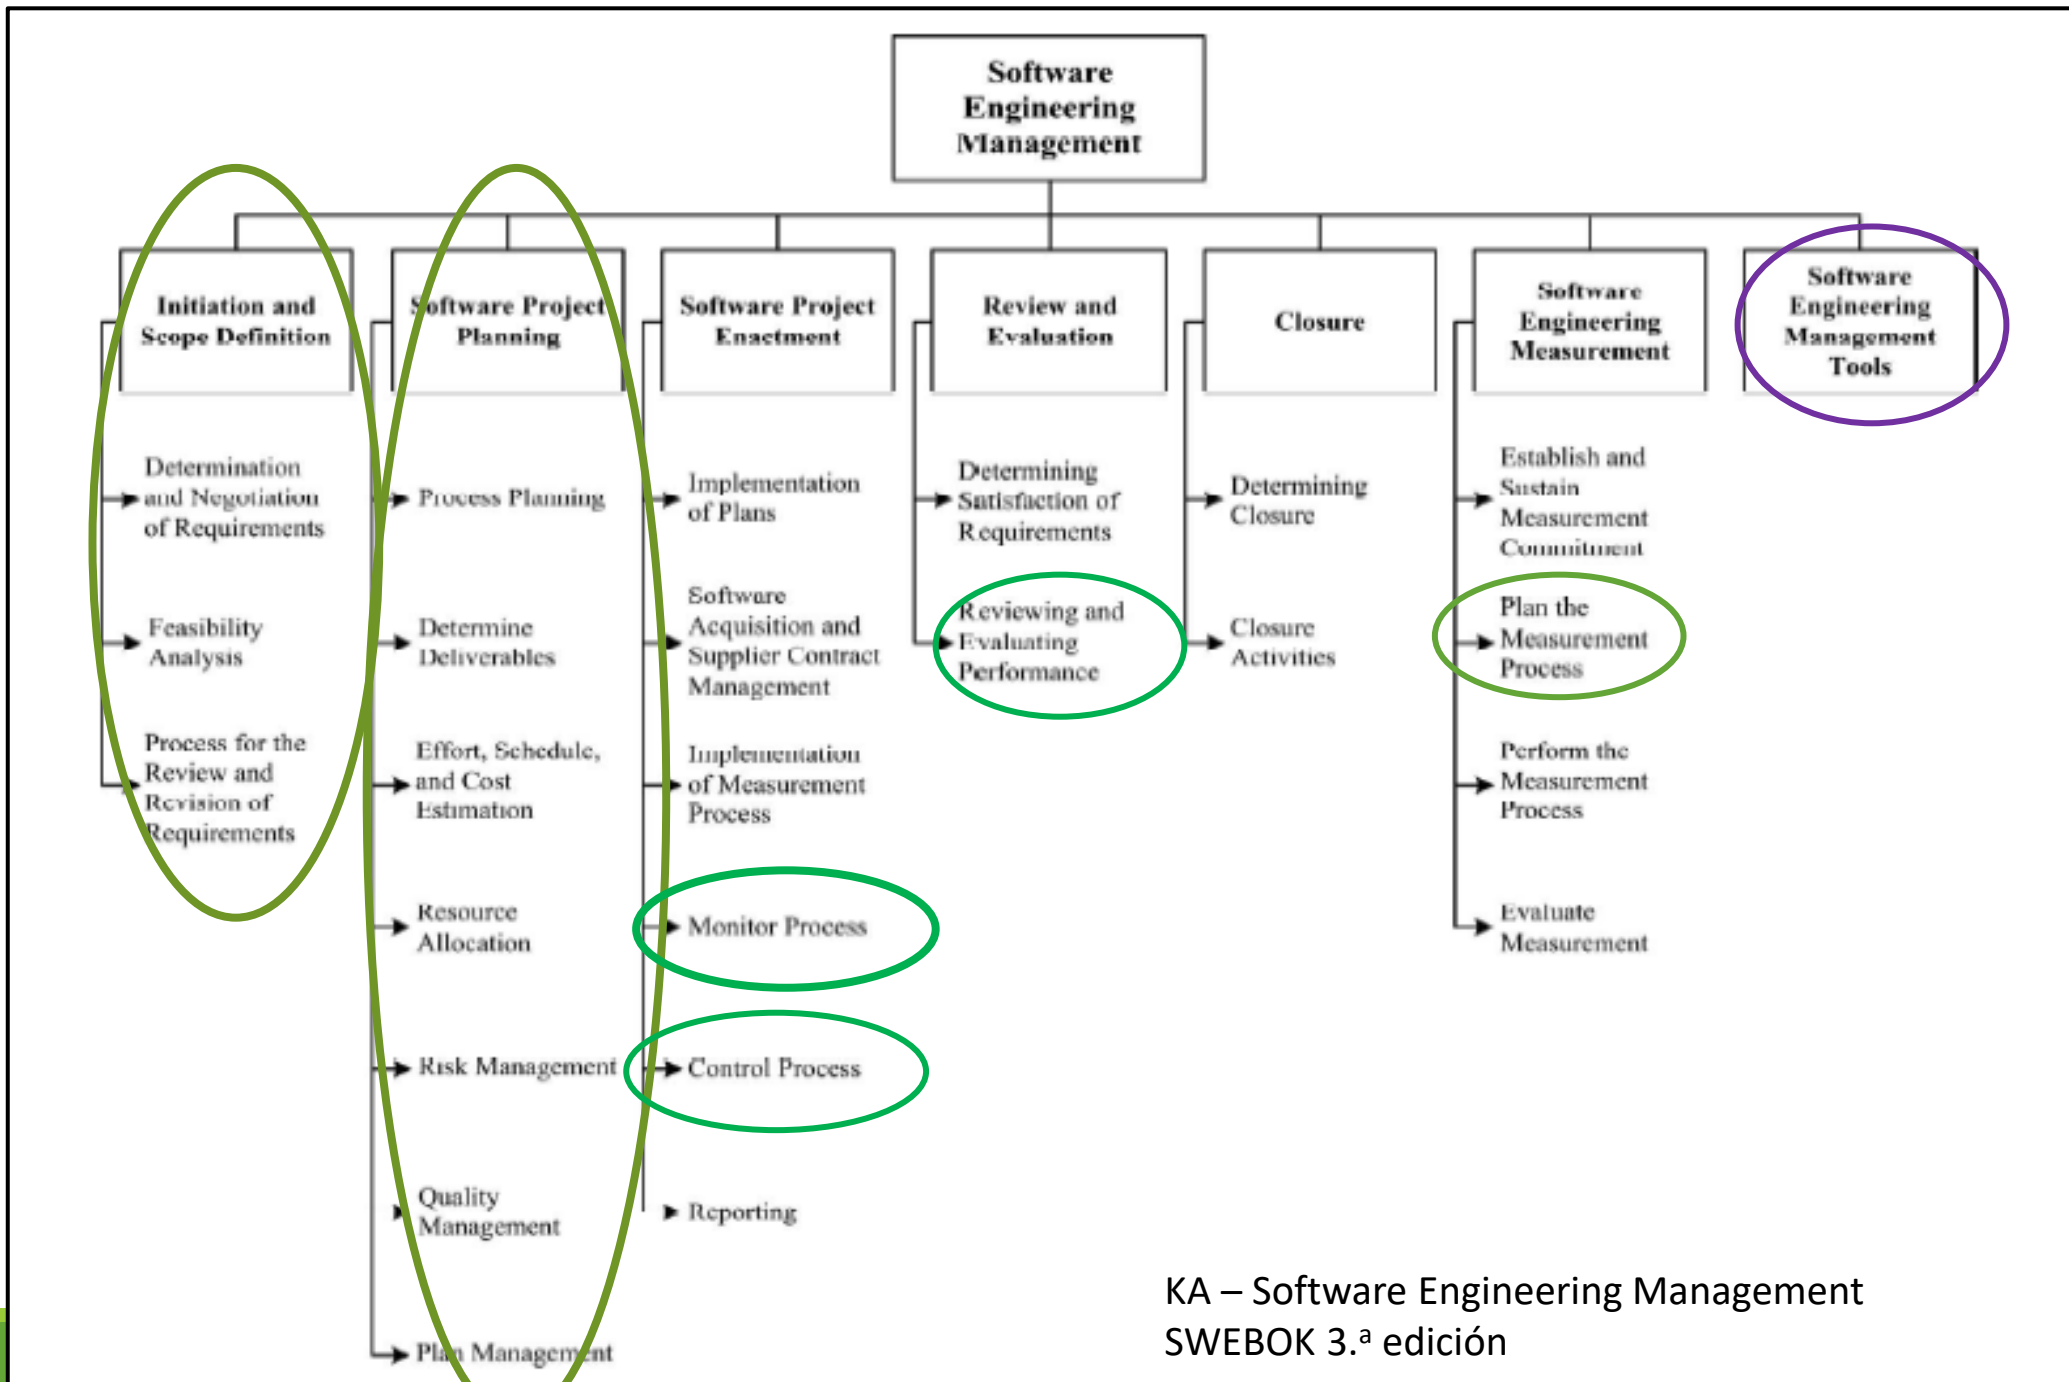 Software
Engineering
Management
Initiation and
Scope Definition
Determination
and Negotiation
of Requirements
Feasibility
Analysis
Process for the
Review and
Revision of
Requirements
Software Project
Planning
Process Planning
Determine
Deliverables
Effort, Schedule,
and Cost
Estimation
Resource
Allocation
Risk Management
Quality
Management
Plan Management
Software Project
Enactment
Implementation
of Plans
Software
Acquisition and
Supplier Contract
Management
Implementation
of Measurement
Process
Monitor Process
Control Process
Reporting
Review and
Evaluation
Determining
Satisfaction of
Requirements
Reviewing and
Evaluating
Performance
Closure
Determining
Closure
Closure
Activities
Software
Engineering
Measurement
Establish and
Sustain
Measurement
Commitment
Plan the
Measurement
Process
Perform the
Measurement
Process
Evaluate
Measurement
Software
Engineering
Management
Tools
KA – Software Engineering Management
SWEBOK 3.ª edición